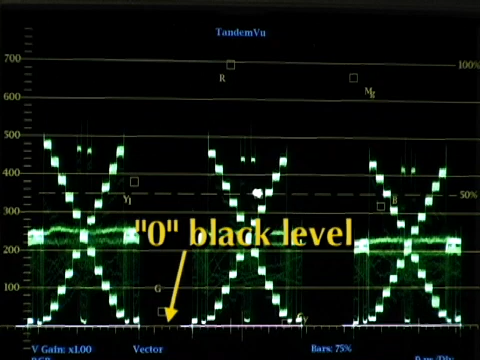 TandemVu
700
100%
R
Mg
600
500
400
Yl
50%
B
300
"0" black level
200
G
100
Cy
V Gain: x1.00
Vector
Bars: 75%